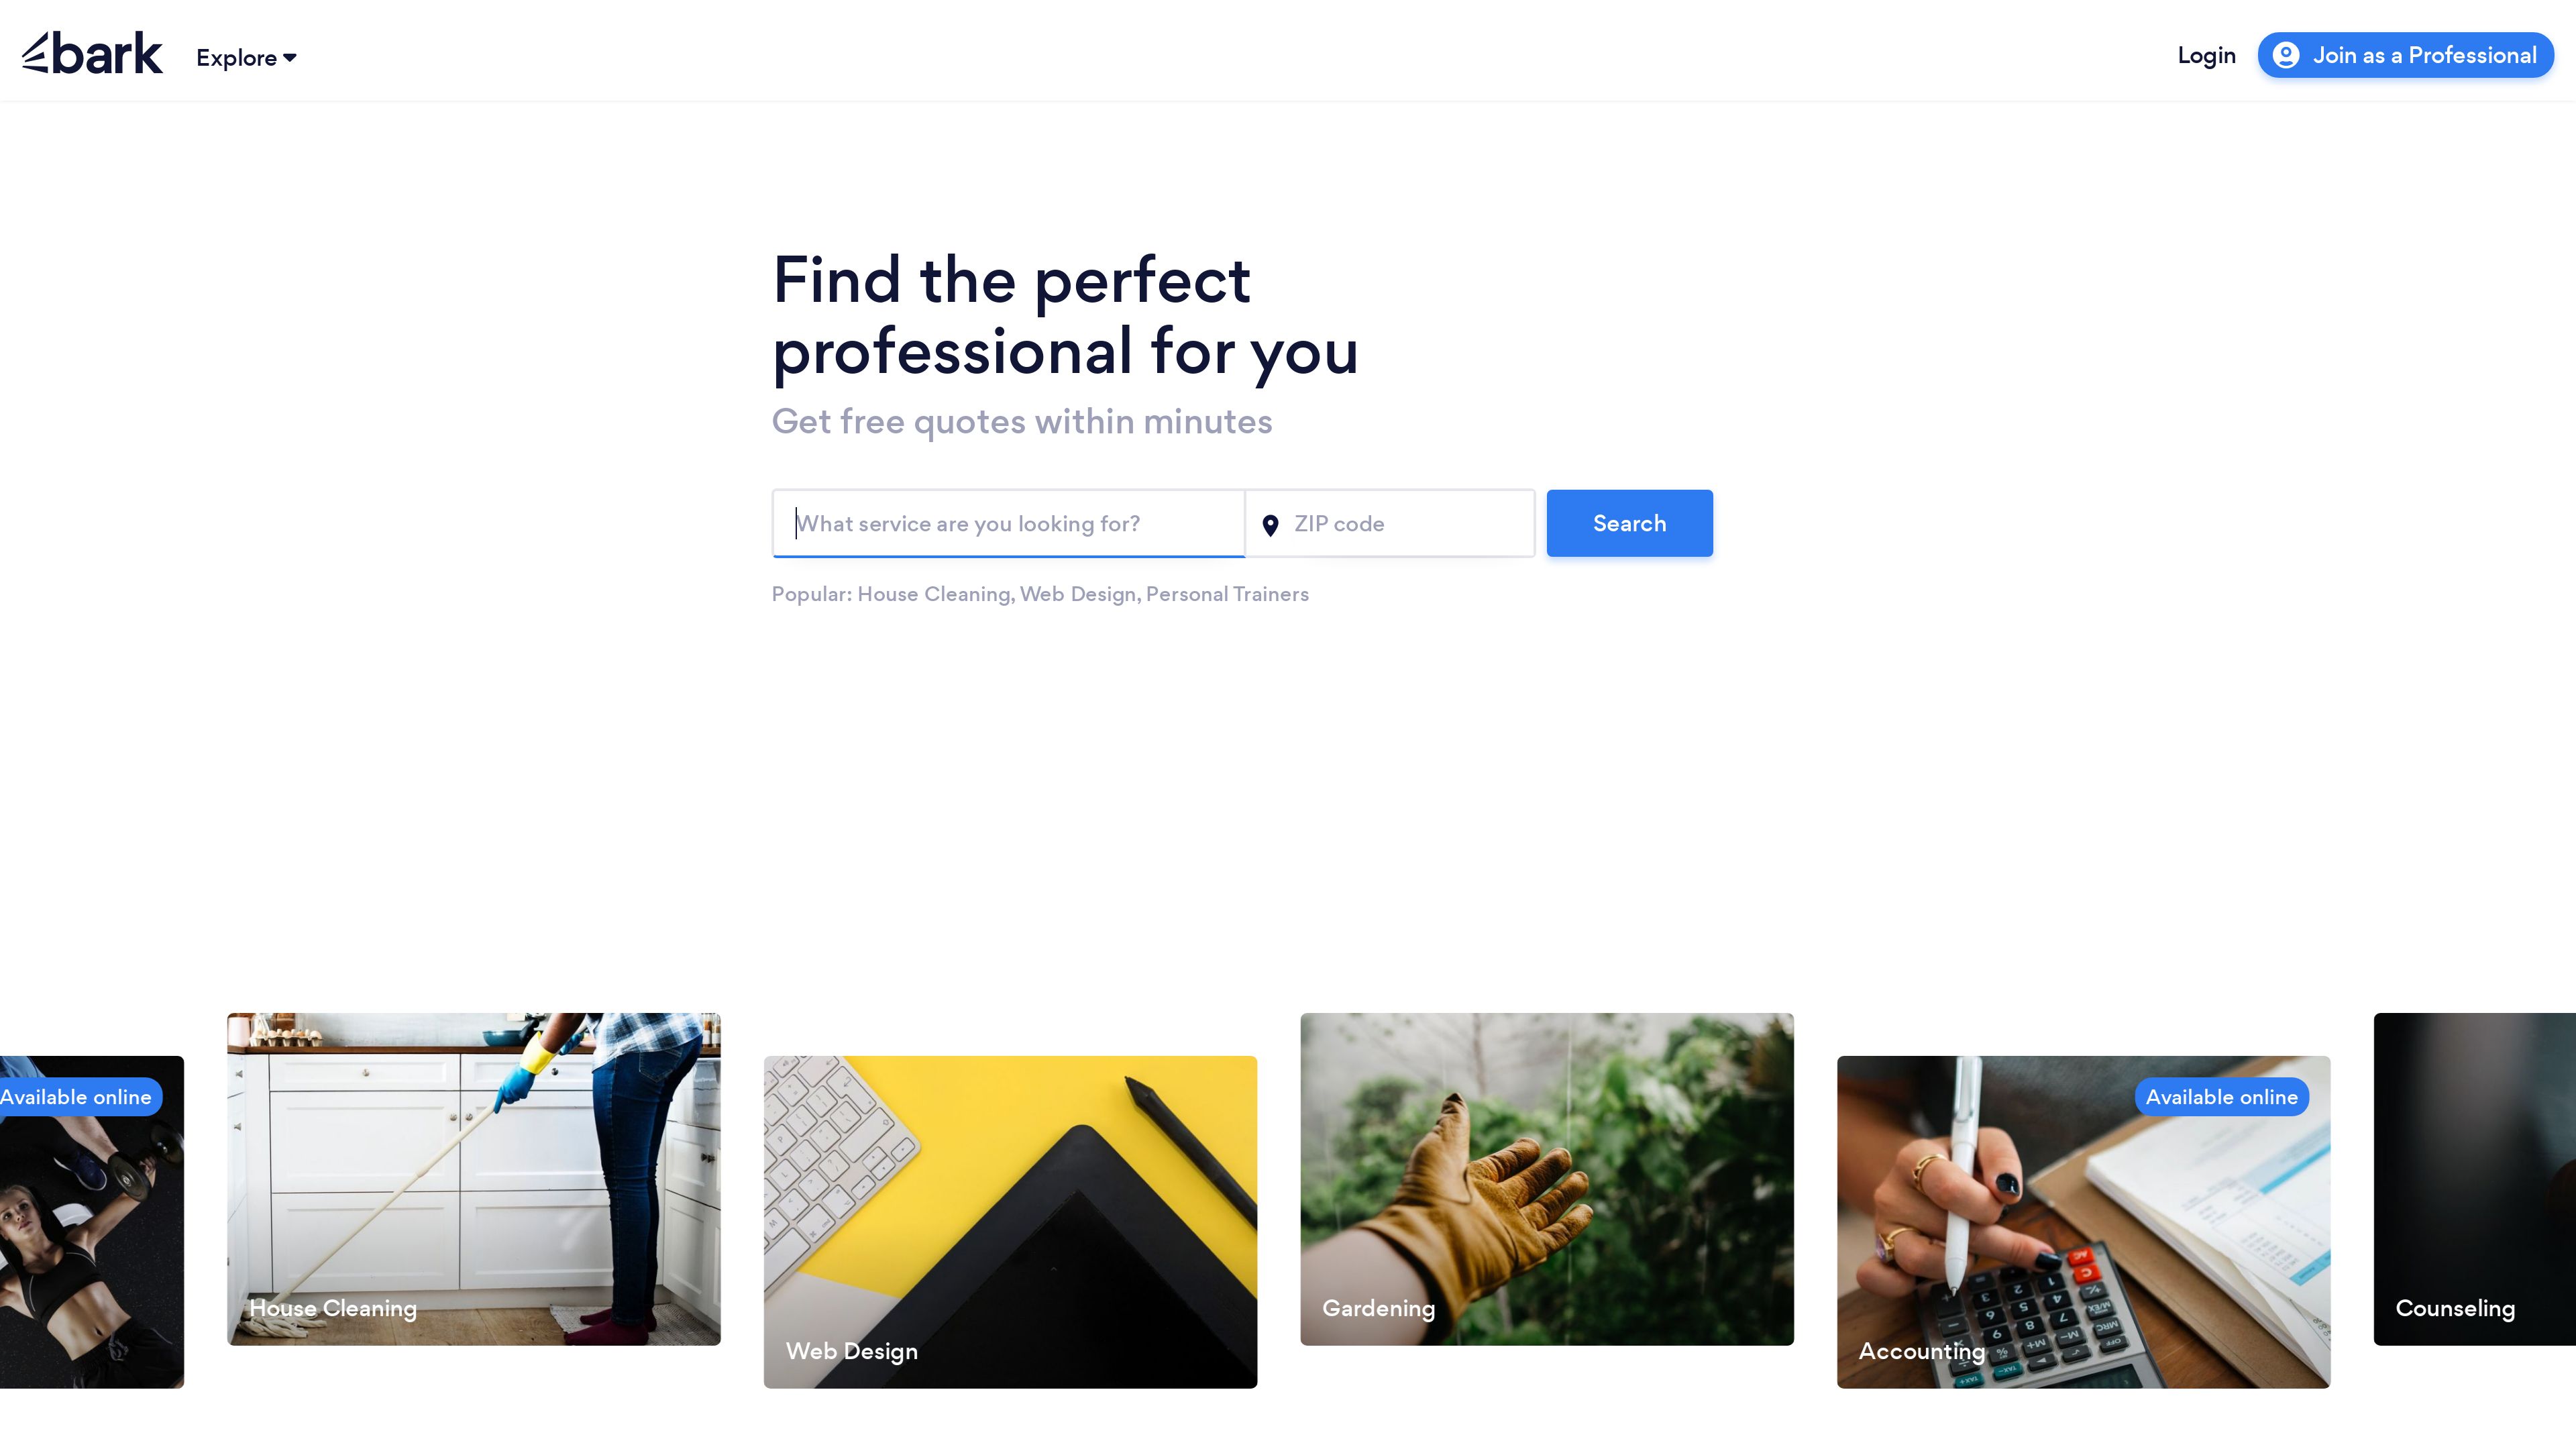 bark
Explore
Login
Join as a Professional
Find the perfect
professional for you
Get free quotes within minutes
What service are you looking for?
ZIP code
Search
Popular: House Cleaning, Web Design, Personal Trainers
Available online
House Cleaning
Web Design
Gardening
Available online
Accounting
Counseling